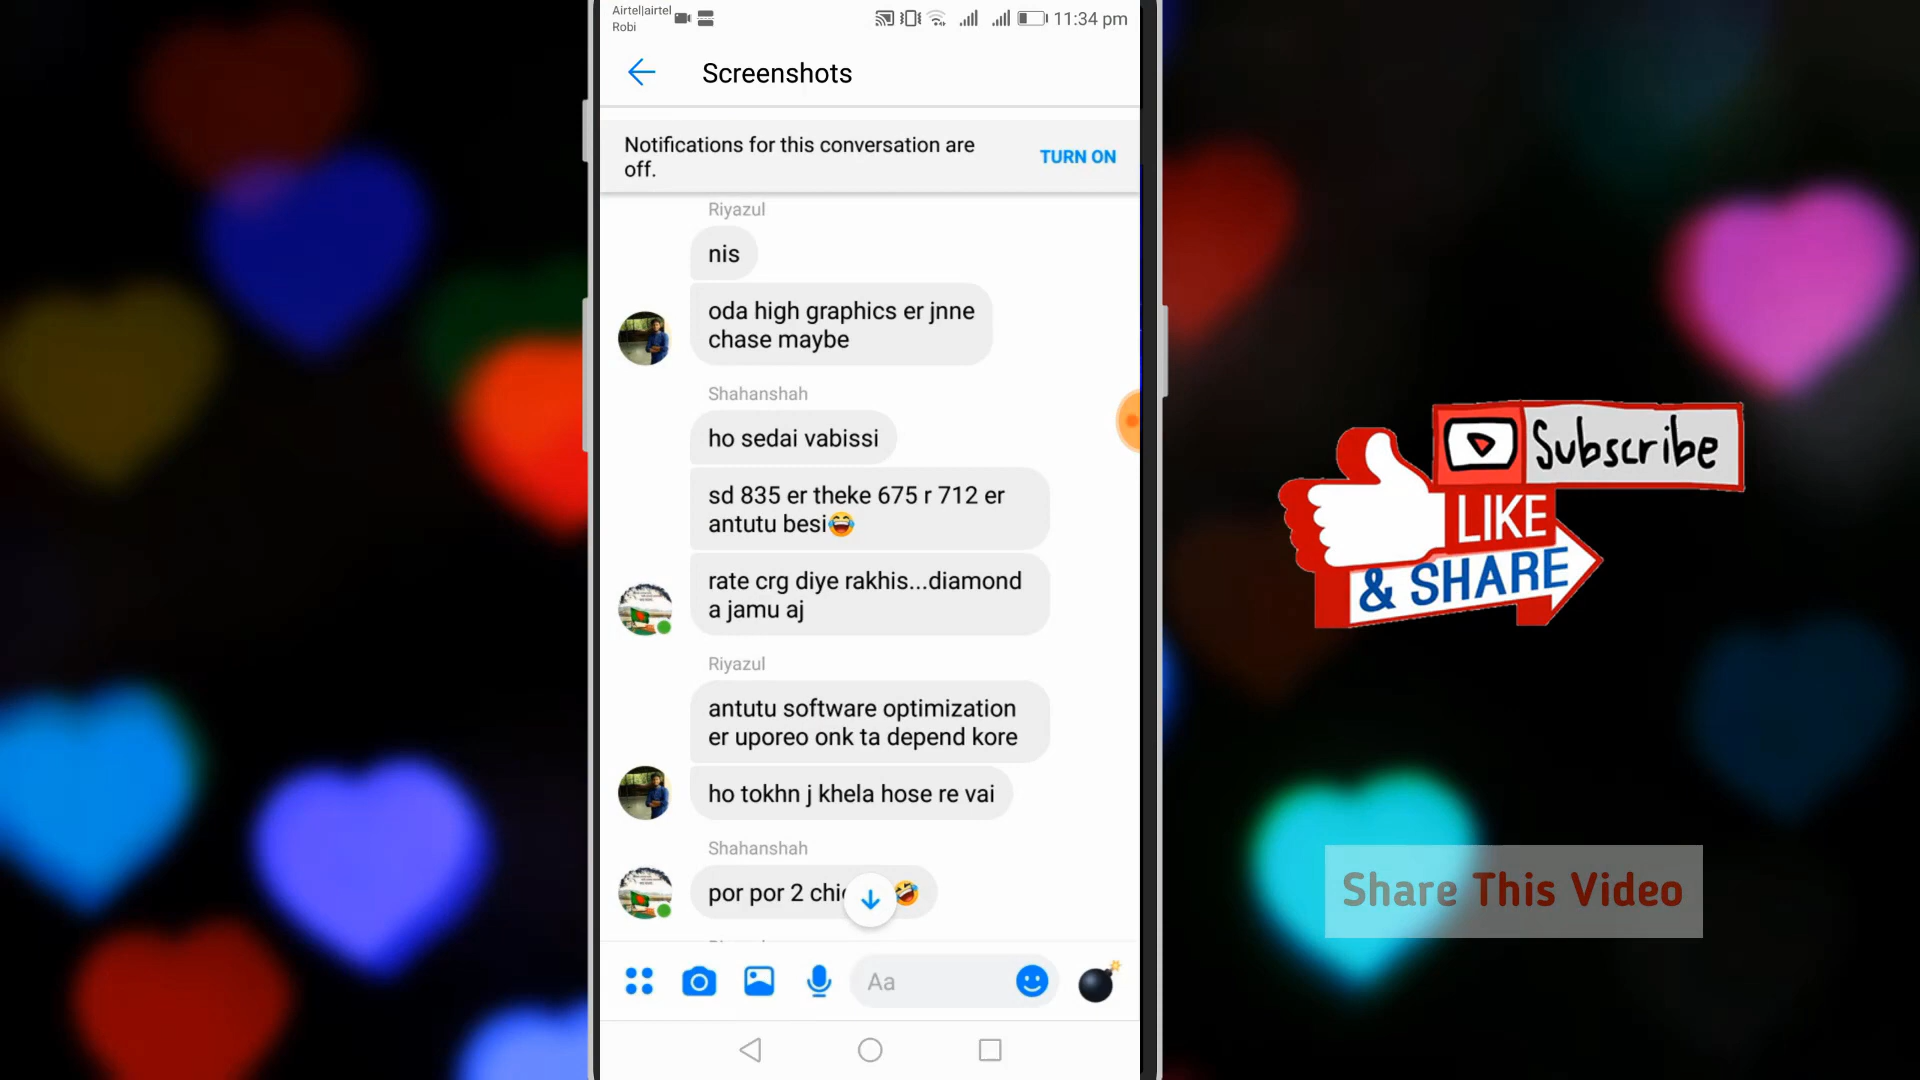 Airtel|airtel
Robi
11:34 pm
Screenshots
Notifications for this conversation are
off.
TURN ON
Riyazul
nis
oda high graphics er jnne
chase maybe
Shahanshah
ho sedai vabissi
sd 835 er theke 675 r 712 er
antutu besi😂
rate crg diye rakhis...diamond
a jamu aj
Riyazul
antutu software optimization
er uporeo onk ta depend kore
ho tokhn j khela hose re vai
Shahanshah
por por 2
Aa
Subscribe
LIKE
& SHARE
Share This Video